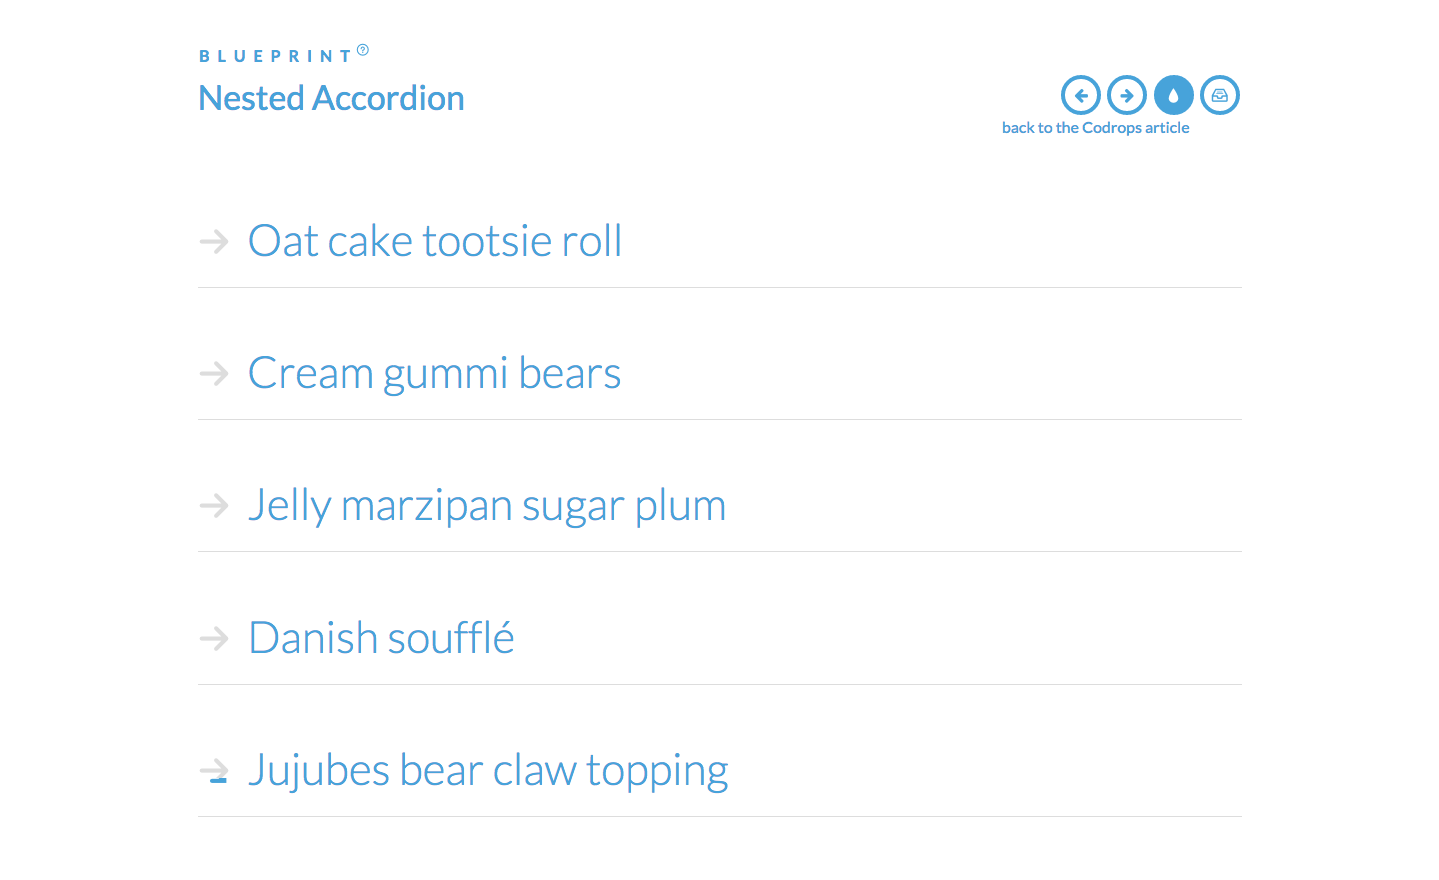 BLUEPRINT
Nested Accordion
back to the Codrops article
Oat cake tootsie roll
Cream gummi bears
Jelly marzipan sugar plum
Danish soufflé
Jujubes bear claw topping